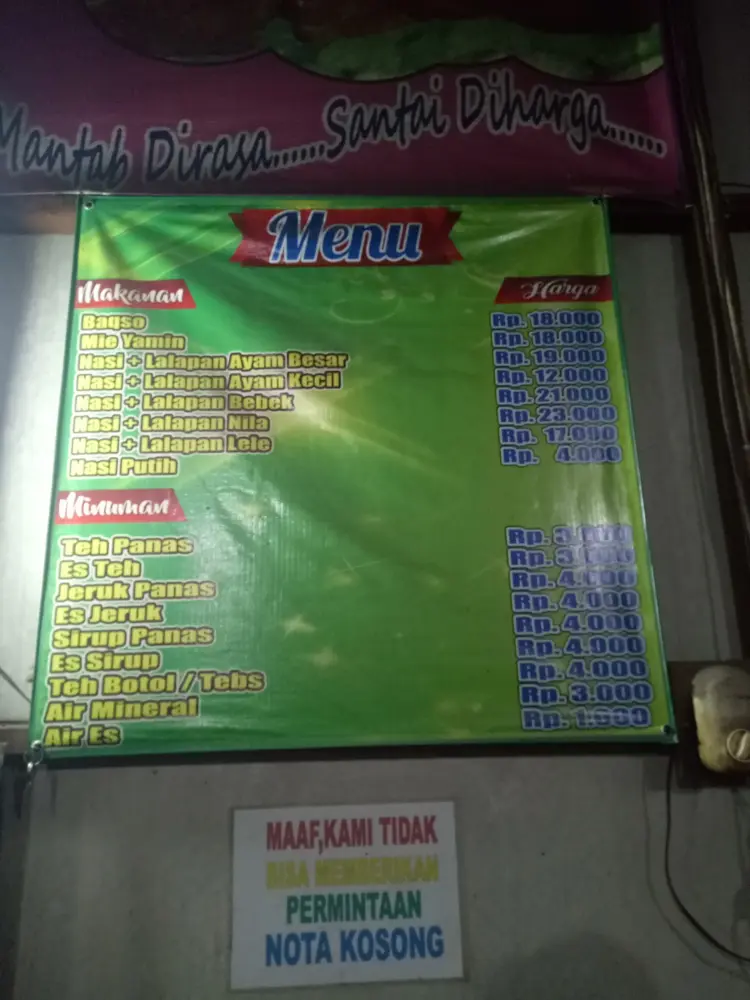 Mantab Dirasa......Santai Diharga......
Menu
Makanan Harga
Baqso Rp. 18.000
Mie Yamin Rp. 18.000
Nasi + Lalapan Ayam Besar Rp. 19.000
Nasi + Lalapan Ayam Kecil Rp. 12.000
Nasi + Lalapan Bebek Rp. 21.000
Nasi + Lalapan Nila Rp. 23.000
Nasi + Lalapan Lele Rp. 17.000
Nasi Putih Rp. 4.000
Minuman
Teh Panas Rp. 3.000
Es Teh Rp. 3.000
Jeruk Panas Rp. 4.000
Es Jeruk Rp. 4.000
Sirup Panas Rp. 4.000
Es Sirup Rp. 4.000
Teh Botol / Tebs Rp. 4.000
Air Mineral Rp. 3.000
Air Es Rp.
MAAF,KAMI TIDAK
BISA MEMBERIKAN
PERMINTAAN
NOTA KOSONG